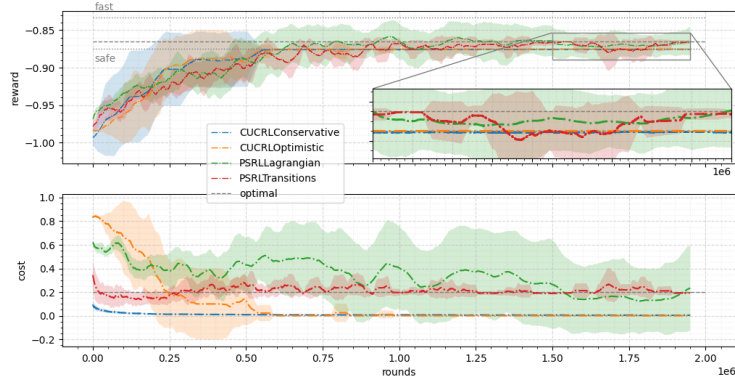 fast
−0.85
safe
−0.90
reward
−0.95
−1.00
CUCRLConservative
CUCRLOptimistic
PSRLLagrangian
PSRLTransitions
optimal
1e6
1.0
0.8
0.6
cost
0.4
0.2
0.0
−0.2
0.00 0.25 0.50 0.75 1.00 1.25 1.50 1.75 2.00
rounds
1e6